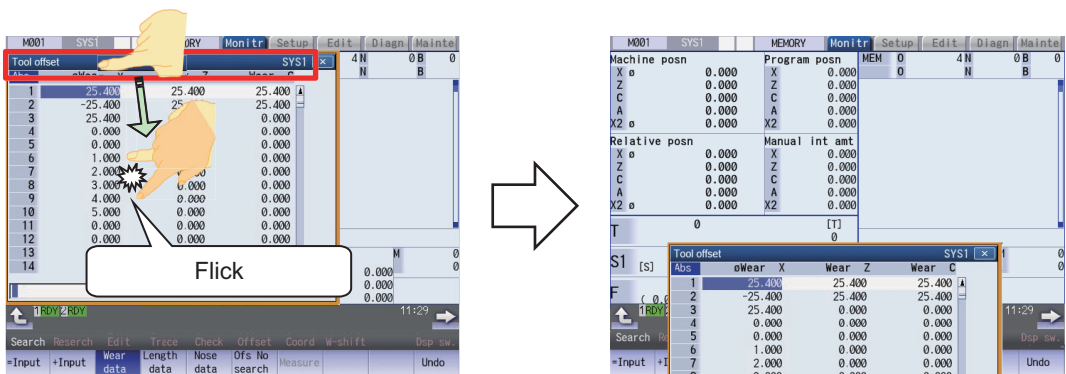 M001 SYS1 ORY Monitr Setup Edit Diagn Mainte
Tool offset SYS1 ×
4 N 0 B 0
N B
Abs øWear X Z Wear C
1 25.400 25.400 25.400
2 -25.400 25 25.400
3 25.400 0.000
4 0.000 0.000
5 0.000 0.000
6 1.000 0.000
7 2.000 0.000
8 3.000 0.000 0.000
9 4.000 0.000 0.000
10 5.000 0.000 0.000
11 0.000 0.000 0.000
12 0.000 0.000 0.000
13 M 0
14 0
Flick
0.000
0.000
0.000
1RDY 2RDY 11:29
Search Reserch Edit Trece Check Offset Coord W-shift Dsp sw.
=Input +Input Wear data Length data Nose data Ofs No search Measure Undo
M001 SYS1 MEMORY Monitr Setup Edit Diagn Mainte
Machine posn Program posn MEM O 4 N 0 B 0
X ø 0.000 X 0.000 O N B
Z 0.000 Z 0.000
C 0.000 C 0.000
A 0.000 A 0.000
X2 ø 0.000 X2 0.000
Relative posn Manual int amt
X ø 0.000 X 0.000
Z 0.000 Z 0.000
C 0.000 C 0.000
A 0.000 A 0.000
X2 ø 0.000 X2 0.000
T 0 [T]
0
Tool offset SYS1 ×
S1 [S] 0
Abs øWear X Wear Z Wear C 0
1 25.400 25.400 25.400
F ( 0.0 2 -25.400 25.400 25.400
1RDY 3 25.400 0.000 0.000 11:29
4 0.000 0.000 0.000
Search Re 5 0.000 0.000 0.000 Dsp sw.
6 1.000 0.000 0.000
=Input +I 7 2.000 0.000 0.000 Undo